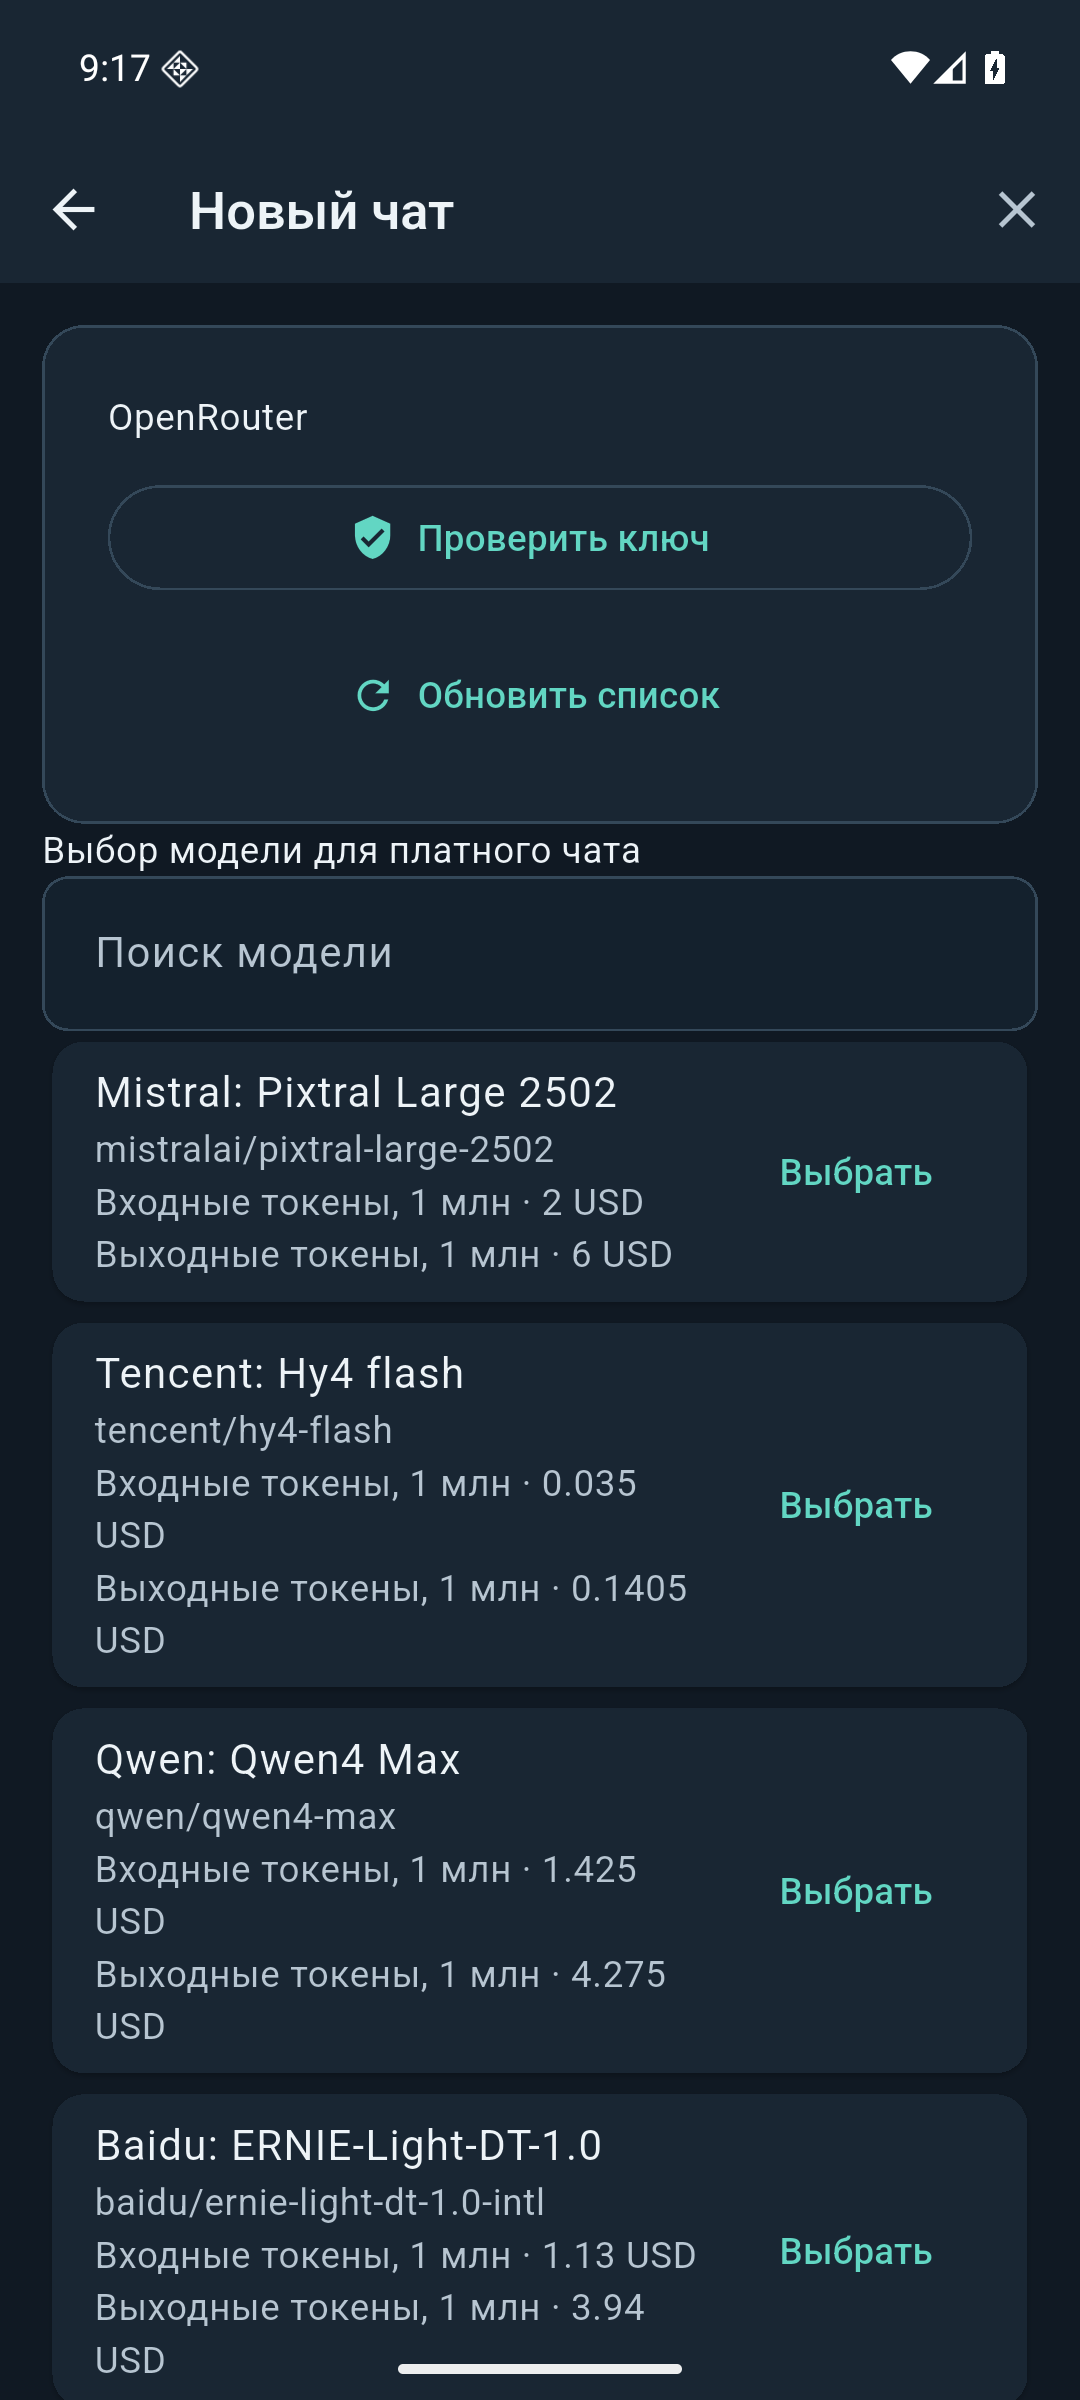 9:17
Новый чат
OpenRouter
Проверить ключ
Обновить список
Выбор модели для платного чата
Поиск модели
Mistral: Pixtral Large 2502
mistralai/pixtral-large-2502
Входные токены, 1 млн · 2 USD
Выходные токены, 1 млн · 6 USD
Выбрать
Tencent: Hy4 flash
tencent/hy4-flash
Входные токены, 1 млн · 0.035
USD
Выходные токены, 1 млн · 0.1405
USD
Выбрать
Qwen: Qwen4 Max
qwen/qwen4-max
Входные токены, 1 млн · 1.425
USD
Выходные токены, 1 млн · 4.275
USD
Выбрать
Baidu: ERNIE-Light-DT-1.0
baidu/ernie-light-dt-1.0-intl
Входные токены, 1 млн · 1.13 USD
Выходные токены, 1 млн · 3.94
USD
Выбрать